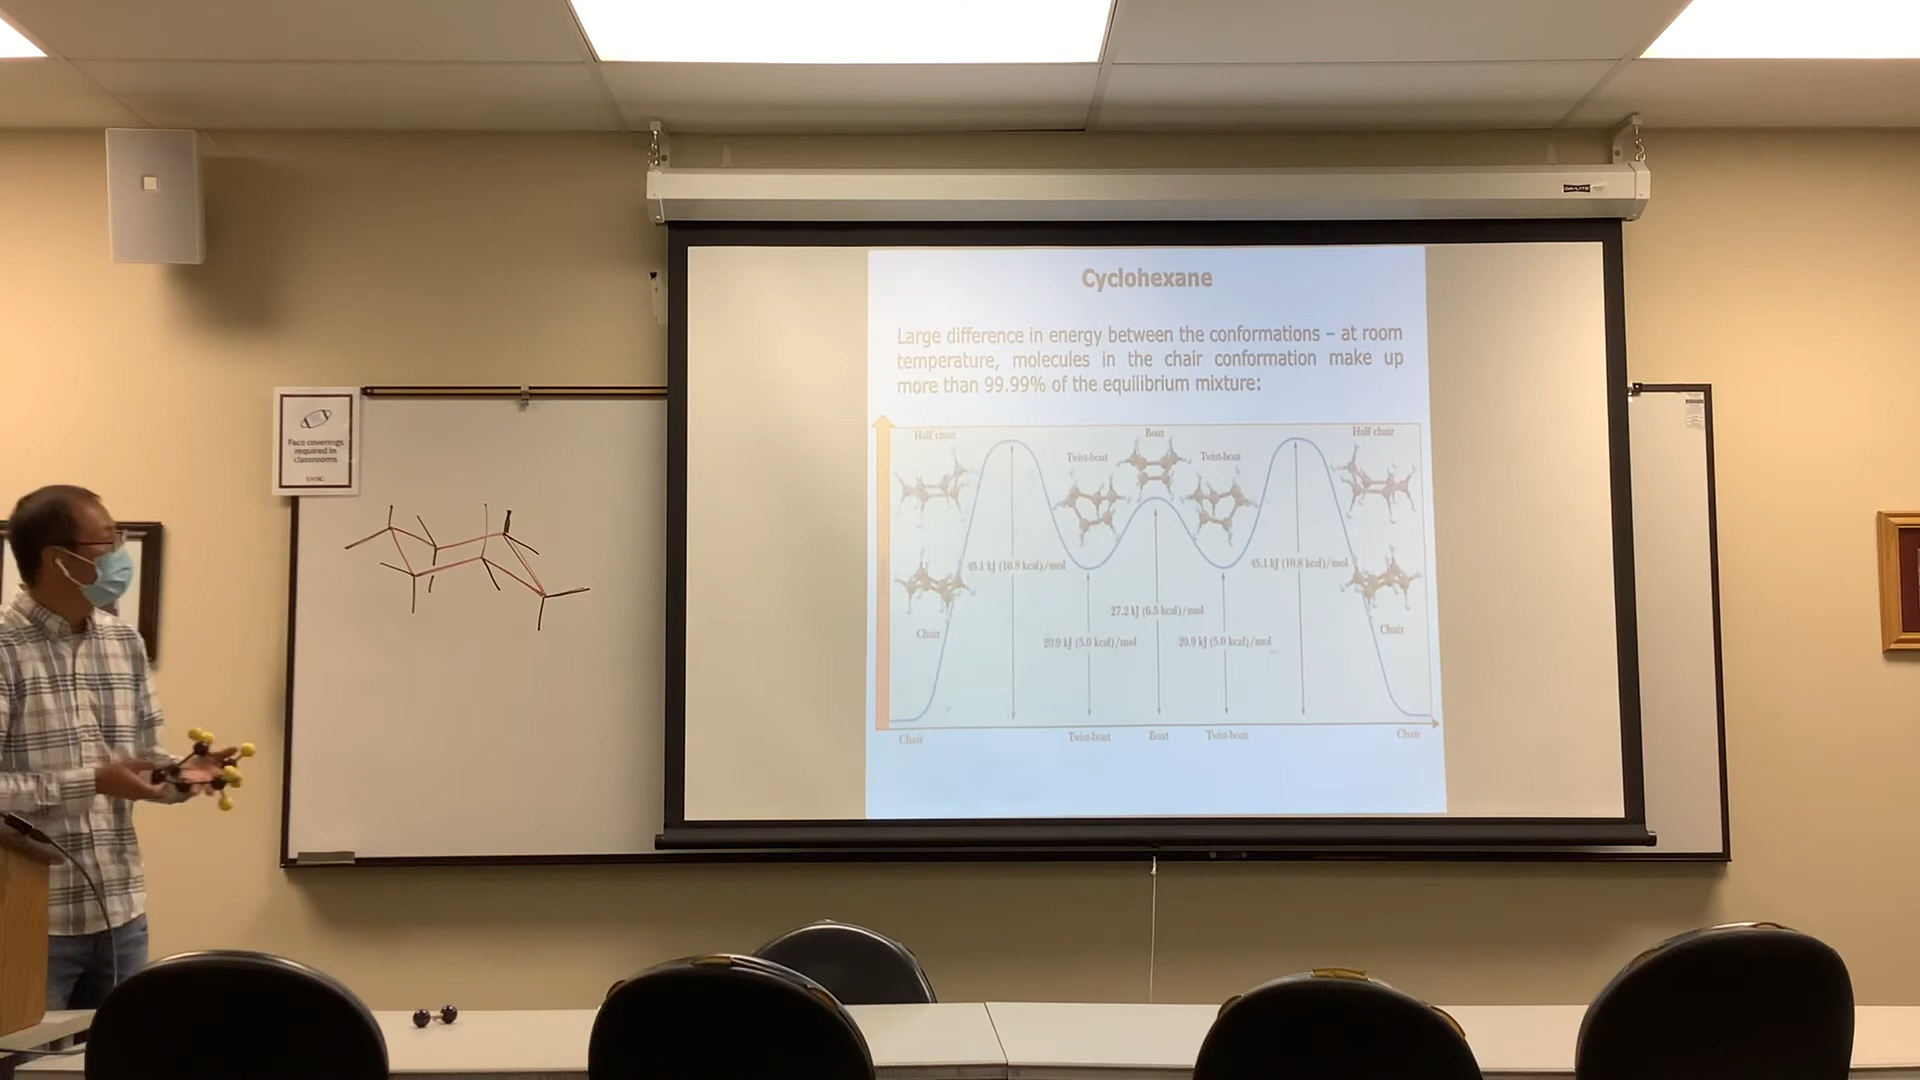 DA-LITE
Cyclohexane
Large difference in energy between the conformations – at room
temperature, molecules in the chair conformation make up
more than 99.99% of the equilibrium mixture:
Half chair
Boat
Half chair
Twist-boat
Twist-boat
45.1 kJ (10.8 kcal)/mol
45.1 kJ (10.8 kcal)/mol
27.2 kJ (6.5 kcal)/mol
Chair
Chair
20.9 kJ (5.0 kcal)/mol
20.9 kJ (5.0 kcal)/mol
Chair
Twist-boat
Boat
Twist-boat
Chair
Face coverings
required in
classrooms